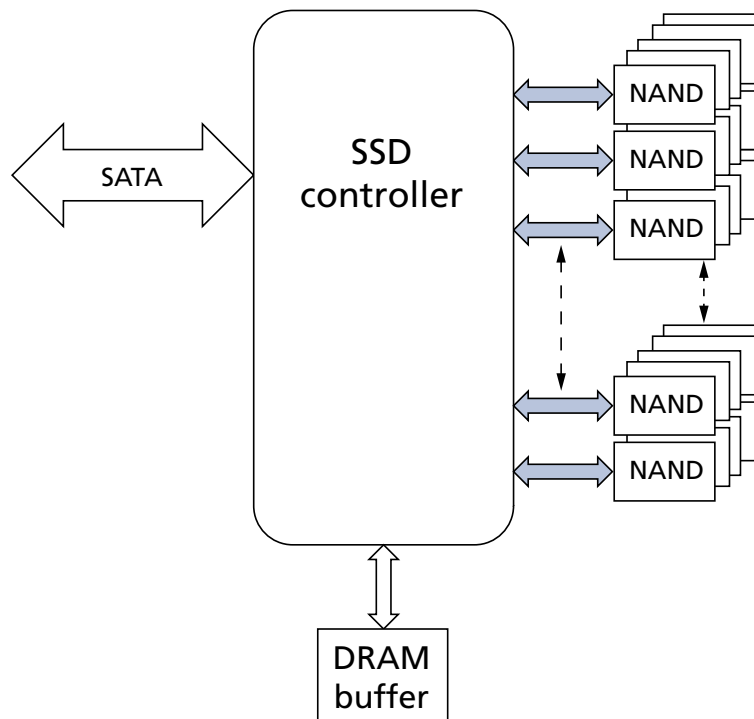 NAND
SSD
controller
NAND
SATA
NAND
NAND
NAND
DRAM
buffer